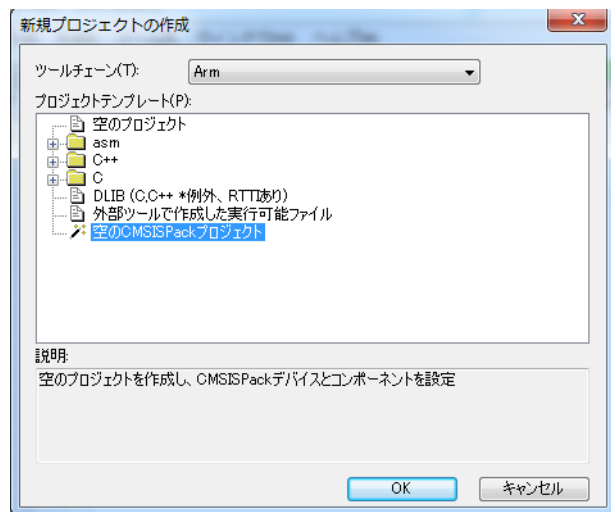 新規プロジェクトの作成
ツールチェーン(T): Arm
プロジェクトテンプレート(P):
空のプロジェクト
asm
C++
C
DLIB (C,C++ *例外、RTTIあり)
外部ツールで作成した実行可能ファイル
空のCMSISPackプロジェクト
説明:
空のプロジェクトを作成し、CMSISPackデバイスとコンポーネントを設定
OK キャンセル